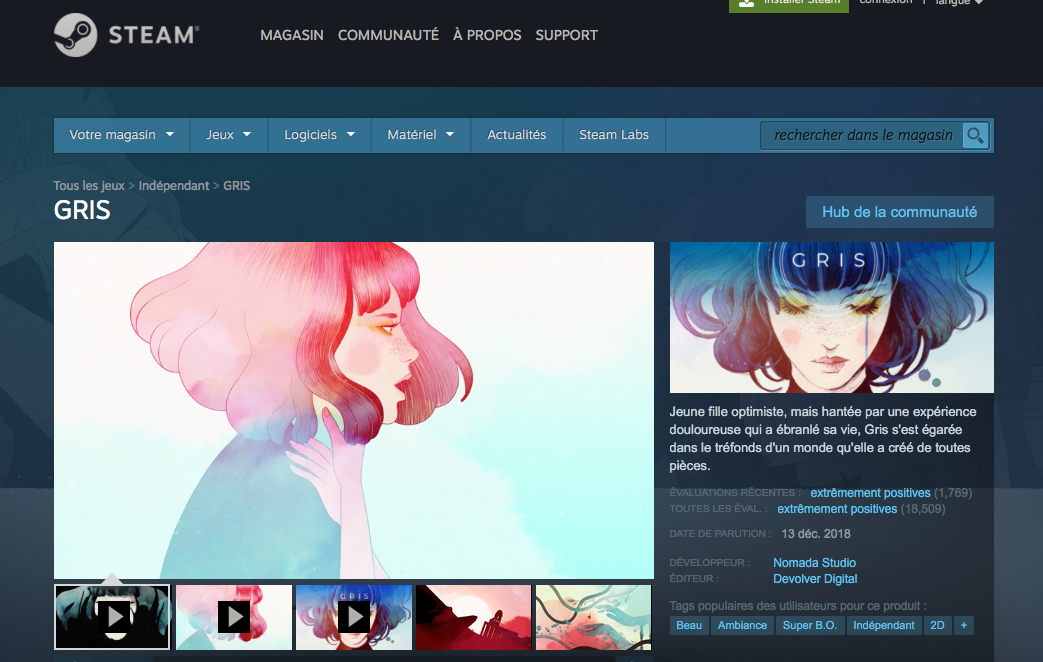 Installer Steam
connexion | langue
STEAM®
MAGASIN COMMUNAUTÉ À PROPOS SUPPORT
Votre magasin Jeux Logiciels Matériel Actualités Steam Labs rechercher dans le magasin
Tous les jeux > Indépendant > GRIS
GRIS
Hub de la communauté
GRIS
Jeune fille optimiste, mais hantée par une expérience
douloureuse qui a ébranlé sa vie, Gris s'est égarée
dans le tréfonds d'un monde qu'elle a créé de toutes
pièces.
ÉVALUATIONS RÉCENTES : extrêmement positives (1,769)
TOUTES LES ÉVAL. : extrêmement positives (18,509)
DATE DE PARUTION : 13 déc. 2018
DÉVELOPPEUR : Nomada Studio
ÉDITEUR : Devolver Digital
Tags populaires des utilisateurs pour ce produit :
Beau Ambiance Super B.O. Indépendant 2D +
GRIS